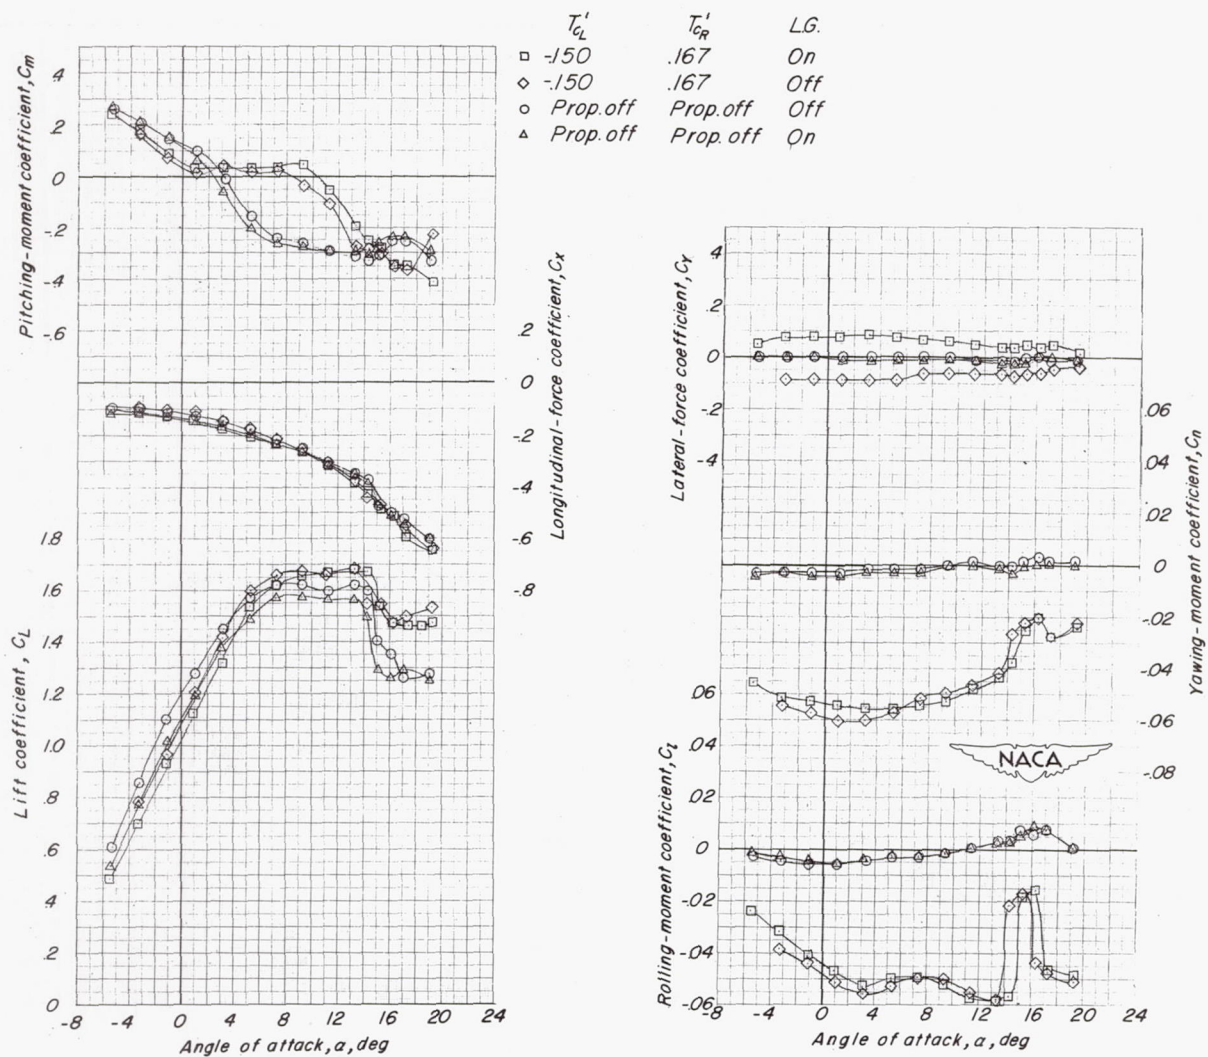 T'cL T'cR L.G.
□ -.150 .167 On
◇ -.150 .167 Off
○ Prop. off Prop. off Off
△ Prop. off Prop. off On
Pitching-moment coefficient, Cm
.4
.2
0
-.2
-.4
-.6
Longitudinal-force coefficient, Cx
.2
0
-.2
-.4
-.6
-.8
Lift coefficient, CL
1.8
1.6
1.4
1.2
1.0
.8
.6
.4
.2
0
-8 -4 0 4 8 12 16 20 24
Angle of attack, α, deg
Lateral-force coefficient, CY
.4
.2
0
-.2
-.4
Yawing-moment coefficient, Cn
.06
.04
.02
0
-.02
-.04
-.06
-.08
NACA
Rolling-moment coefficient, Cl
.06
.04
.02
0
-.02
-.04
-.06
-8 -4 0 4 8 12 16 20 24
Angle of attack, α, deg